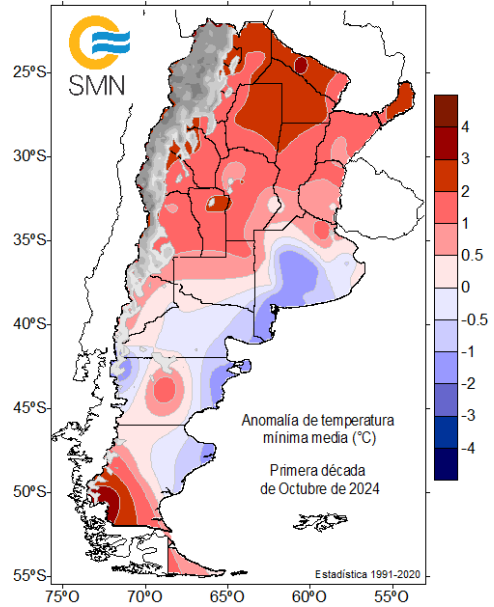 SMN
25°S
30°S
35°S
40°S
45°S
50°S
55°S
75°O
70°O
65°O
60°O
55°O
4
3
2
1
0.5
0
-0.5
-1
-2
-3
-4
Anomalía de temperatura
mínima media (°C)
Primera década
de Octubre de 2024
Estadística 1991-2020